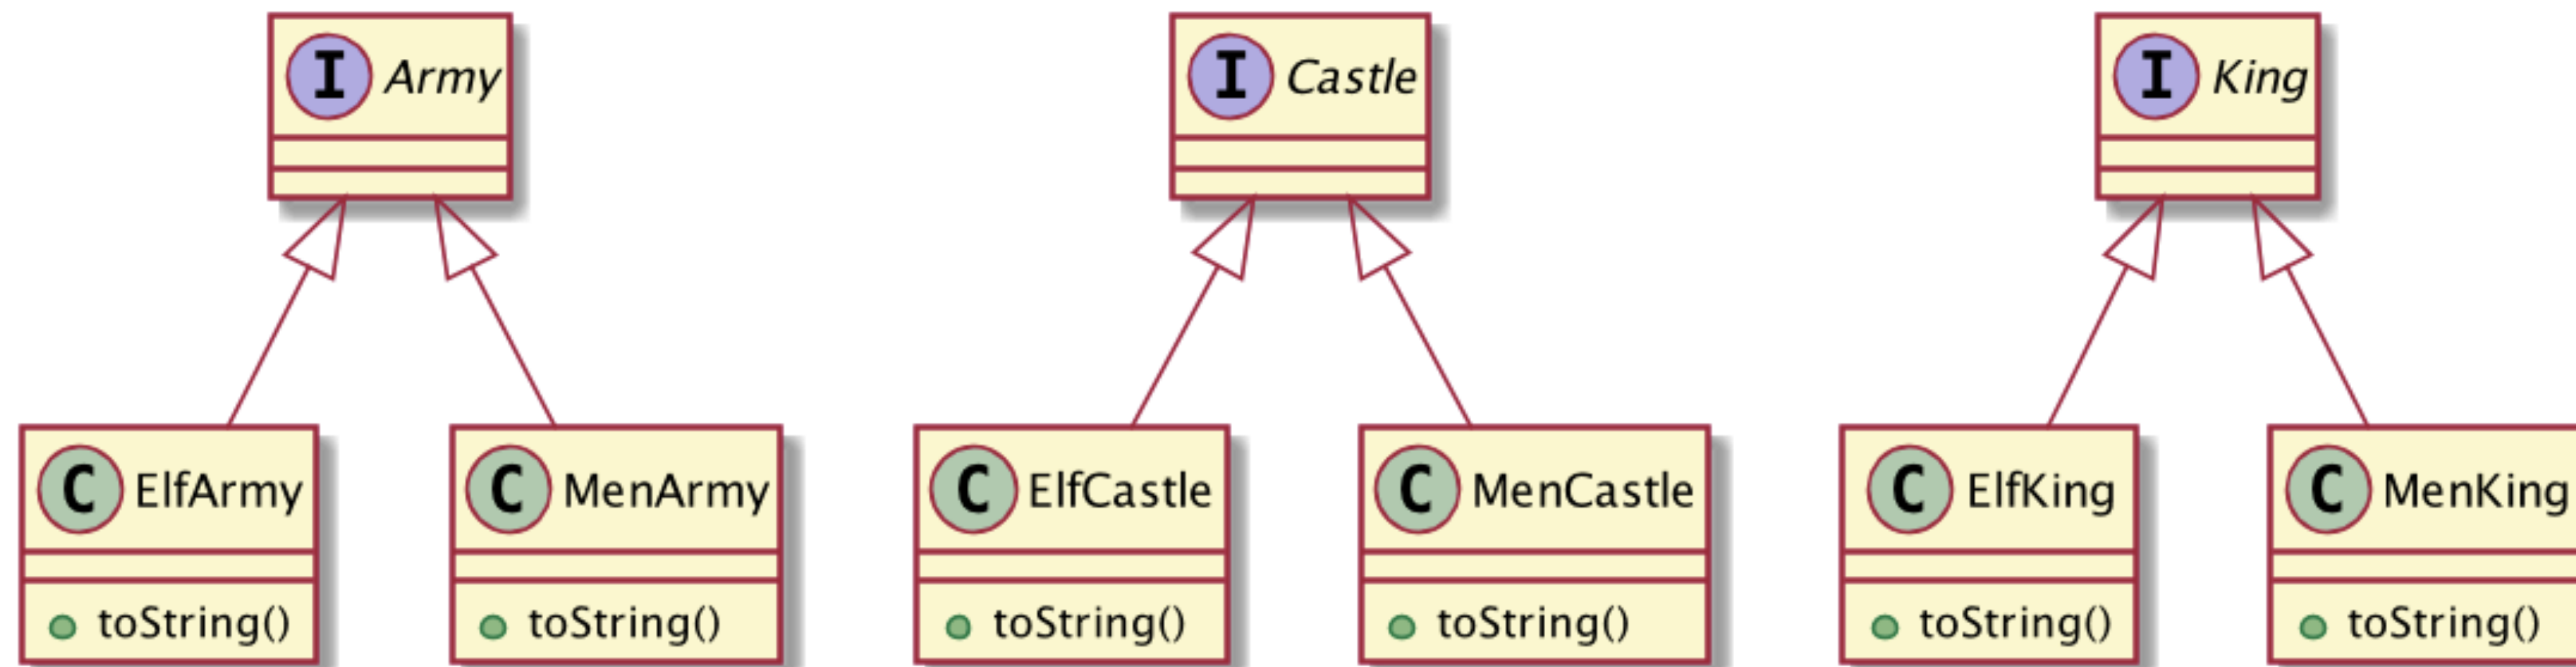 I Army
I Castle
I King
C ElfArmy
C MenArmy
C ElfCastle
C MenCastle
C ElfKing
C MenKing
toString()
toString()
toString()
toString()
toString()
toString()